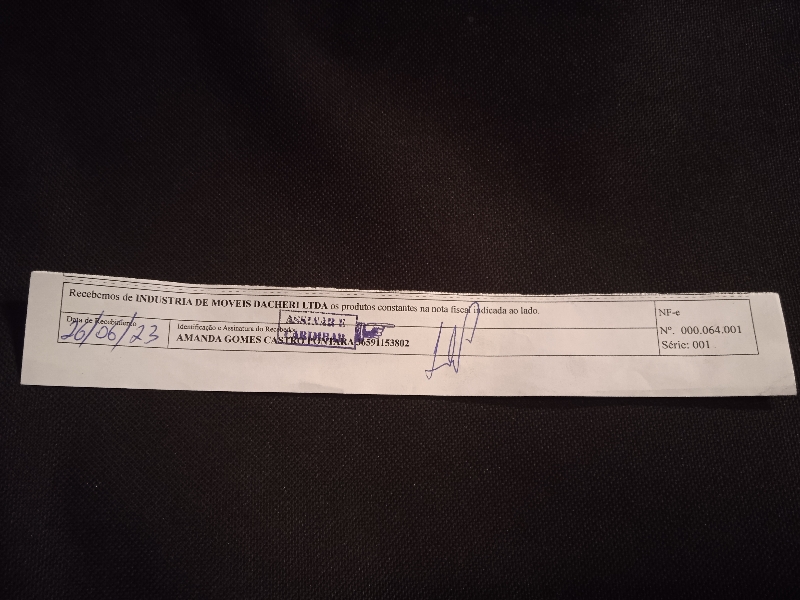 Recebemos de INDUSTRIA DE MOVEIS DACHERI LTDA os produtos constantes na nota fiscal indicada ao lado.
NF-e
Nº. 000.064.001
Série: 001
Data de Recebimento
26/06/23
Identificação e Assinatura do Recebedor
AMANDA GOMES CASTRO FONTARA 36591153802
ASSINAR E
CARIMBAR